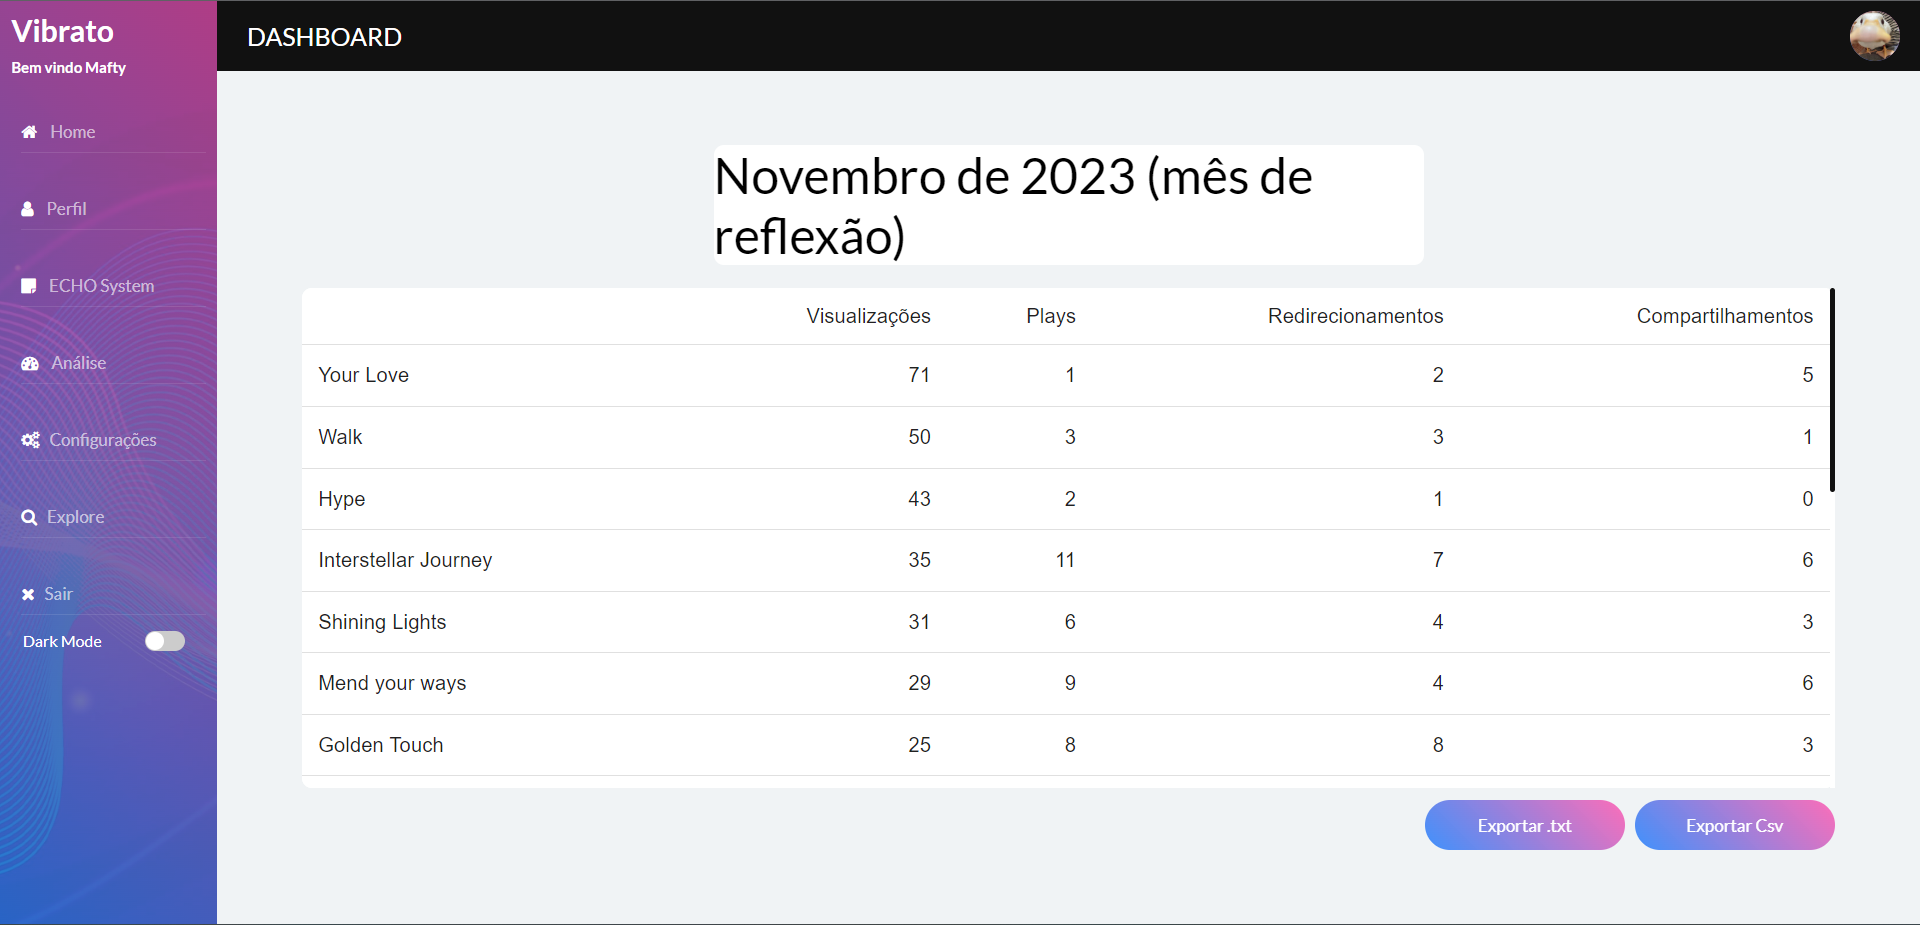 Vibrato
Bem vindo Mafty
Home
Perfil
ECHO System
Análise
Configurações
Explore
Sair
Dark Mode
DASHBOARD
Novembro de 2023 (mês de
reflexão)
Visualizações Plays Redirecionamentos Compartilhamentos
Your Love 71 1 2 5
Walk 50 3 3 1
Hype 43 2 1 0
Interstellar Journey 35 11 7 6
Shining Lights 31 6 4 3
Mend your ways 29 9 4 6
Golden Touch 25 8 8 3
Exportar .txt Exportar Csv